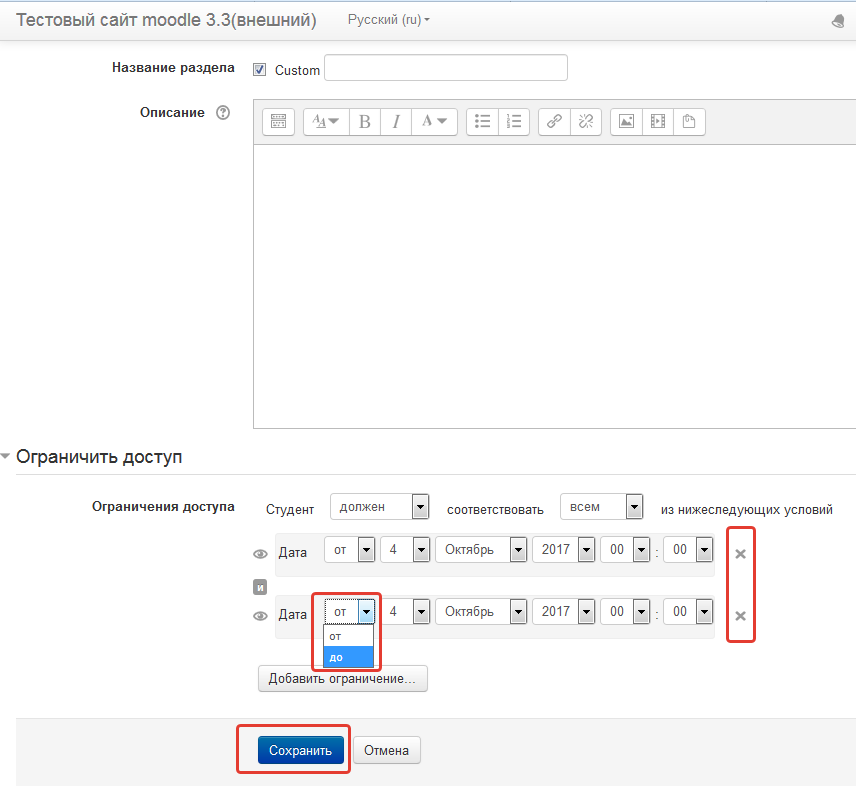 Тестовый сайт moodle 3.3(внешний) Русский (ru)
Название раздела Custom
Описание
Ограничить доступ
Ограничения доступа Студент должен соответствовать всем из нижеследующих условий
Дата от 4 Октябрь 2017 00 : 00
и
Дата от 4 Октябрь 2017 00 : 00
от
до
Добавить ограничение...
Сохранить Отмена